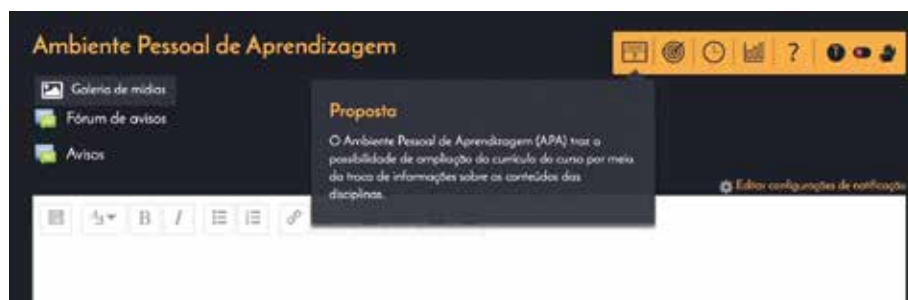 Ambiente Pessoal de Aprendizagem
?
Galeria de mídias
Fórum de avisos
Avisos
Proposta
O Ambiente Pessoal de Aprendizagem (APA) traz a
possibilidade de ampliação do currículo do curso por meio
da troca de informações sobre os conteúdos das
disciplinas.
Editar configurações de notificação
B I